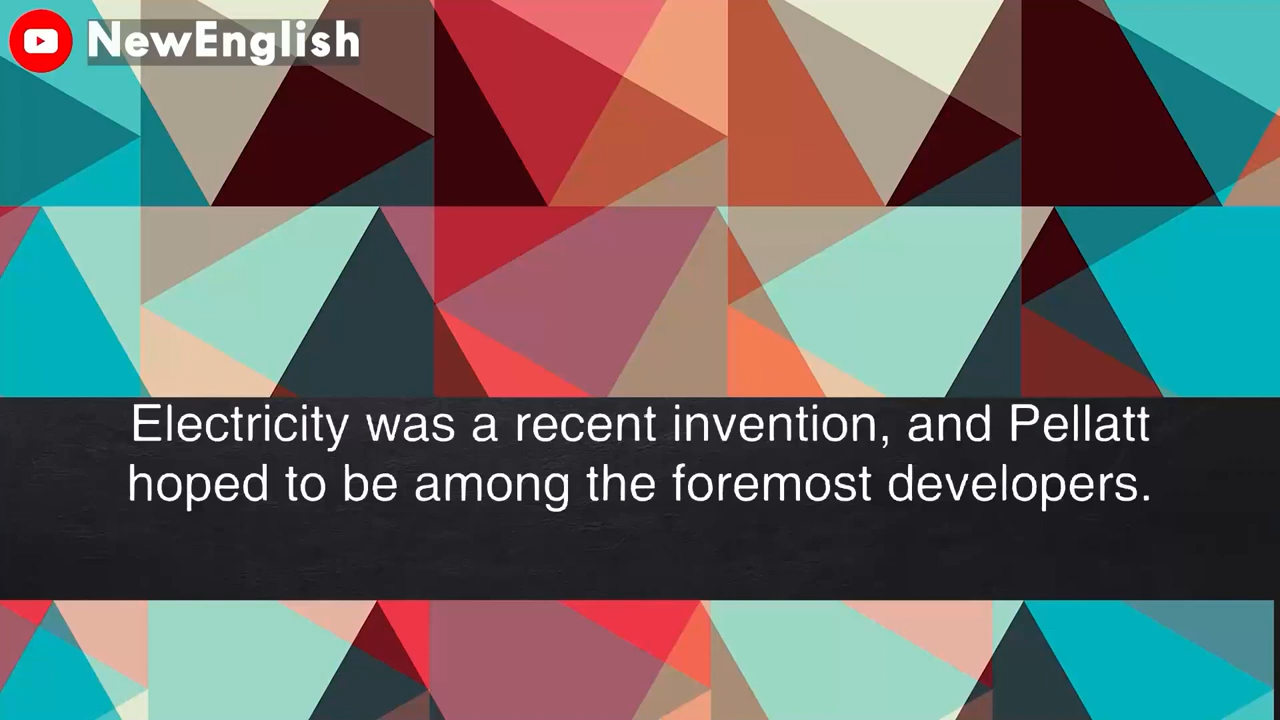 NewEnglish
Electricity was a recent invention, and Pellatt
hoped to be among the foremost developers.